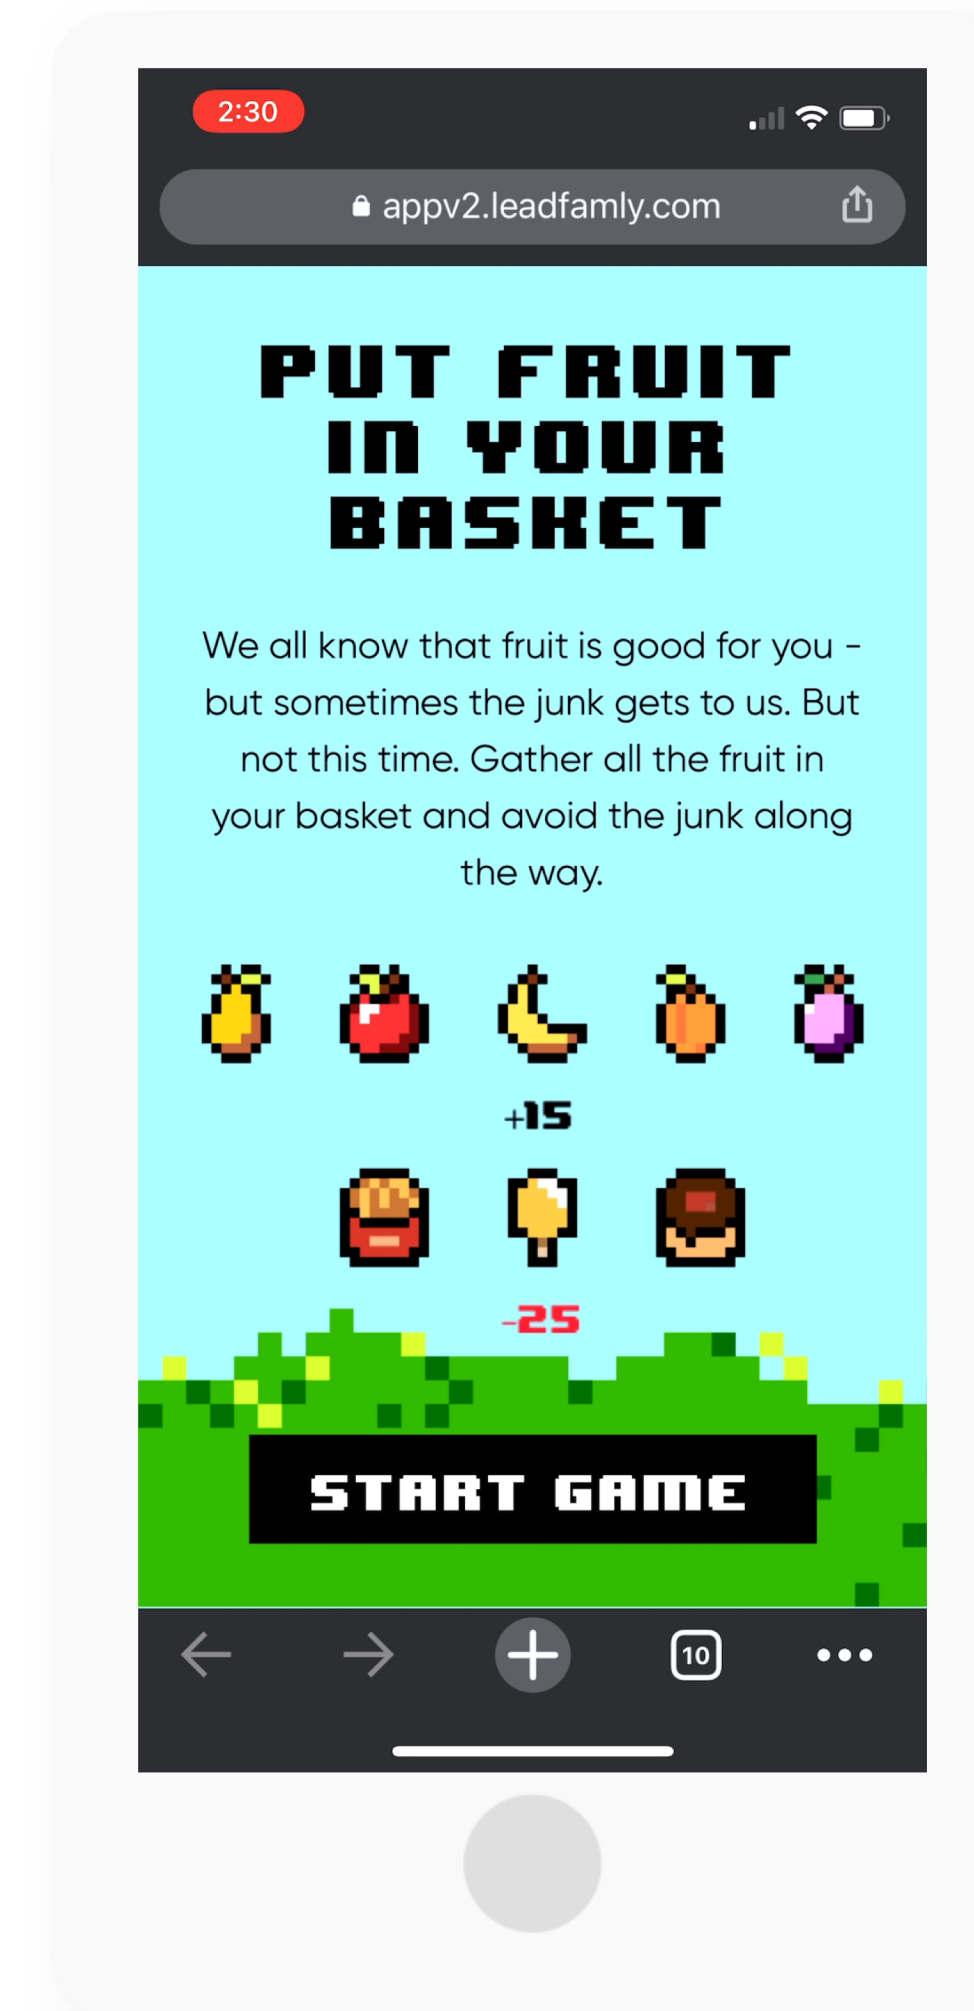 2:30
appv2.leadfamly.com
PUT FRUIT
IN YOUR
BASKET
We all know that fruit is good for you -
but sometimes the junk gets to us. But
not this time. Gather all the fruit in
your basket and avoid the junk along
the way.
+15
-25
START GAME
10